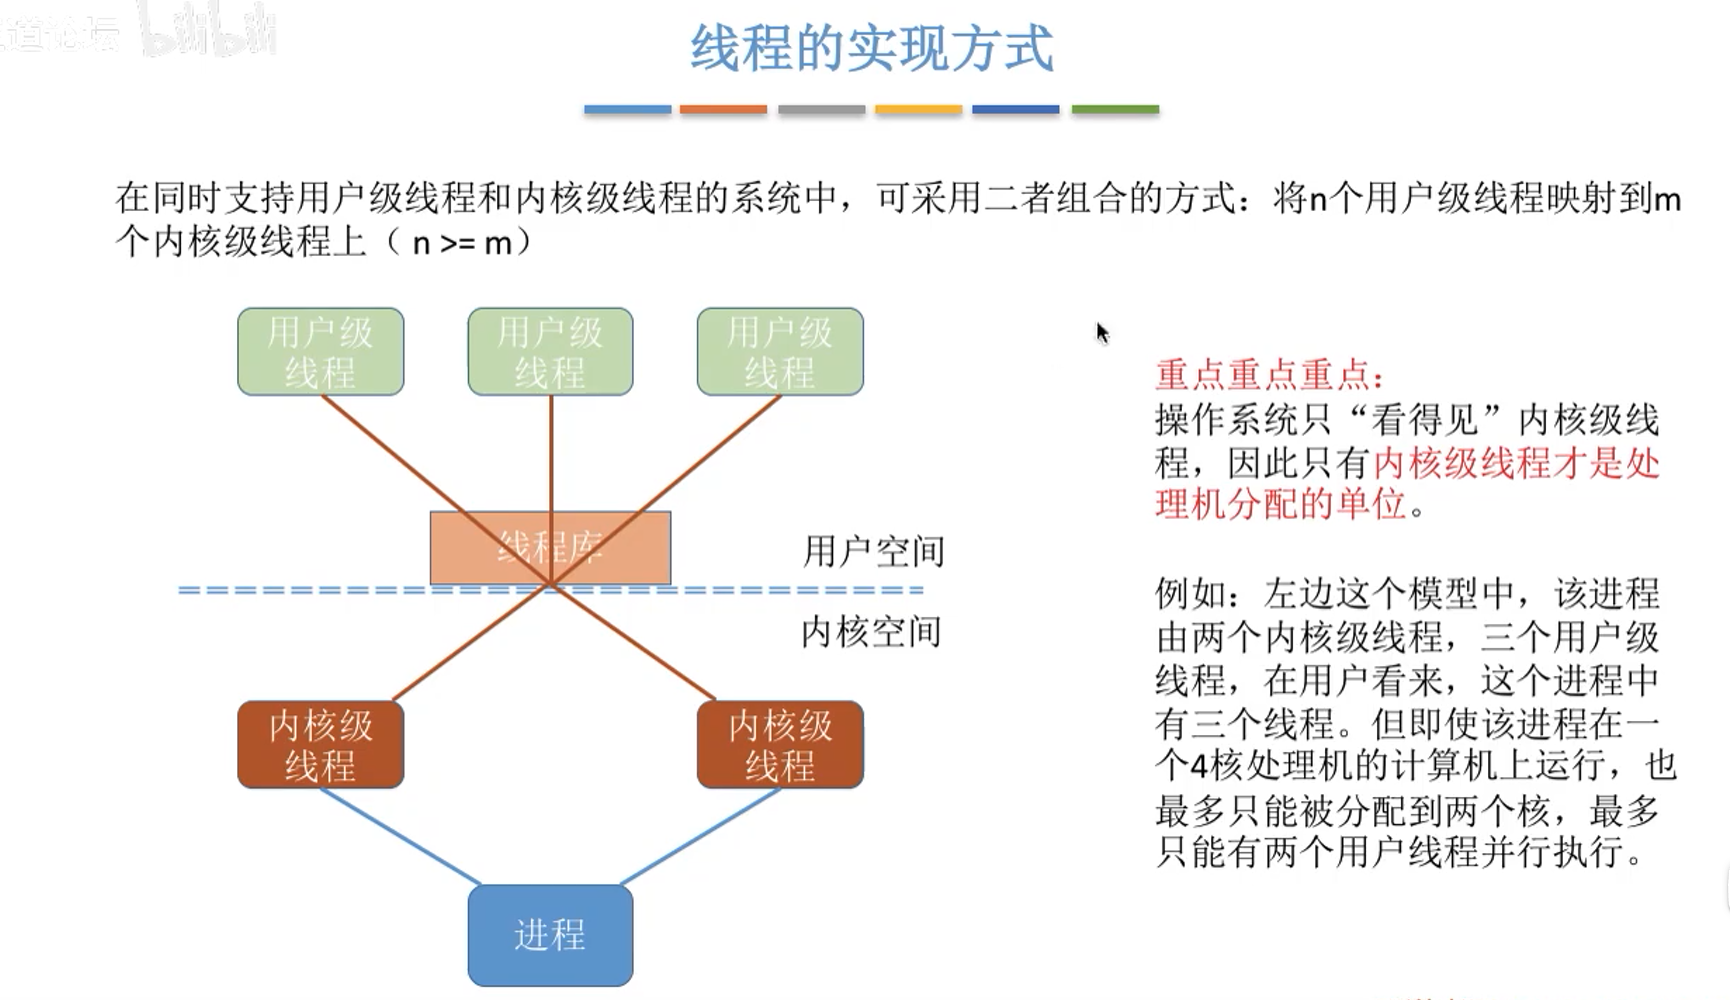 道论坛 bilibili
线程的实现方式
在同时支持用户级线程和内核级线程的系统中，可采用二者组合的方式：将n个用户级线程映射到m
个内核级线程上（ n >= m）
用户级
线程
用户级
线程
用户级
线程
重点重点重点：
操作系统只“看得见”内核级线
程，因此只有内核级线程才是处
理机分配的单位。
线程库
用户空间
内核空间
例如：左边这个模型中，该进程
由两个内核级线程，三个用户级
线程，在用户看来，这个进程中
有三个线程。但即使该进程在一
个4核处理机的计算机上运行，也
最多只能被分配到两个核，最多
只能有两个用户线程并行执行。
内核级
线程
内核级
线程
进程